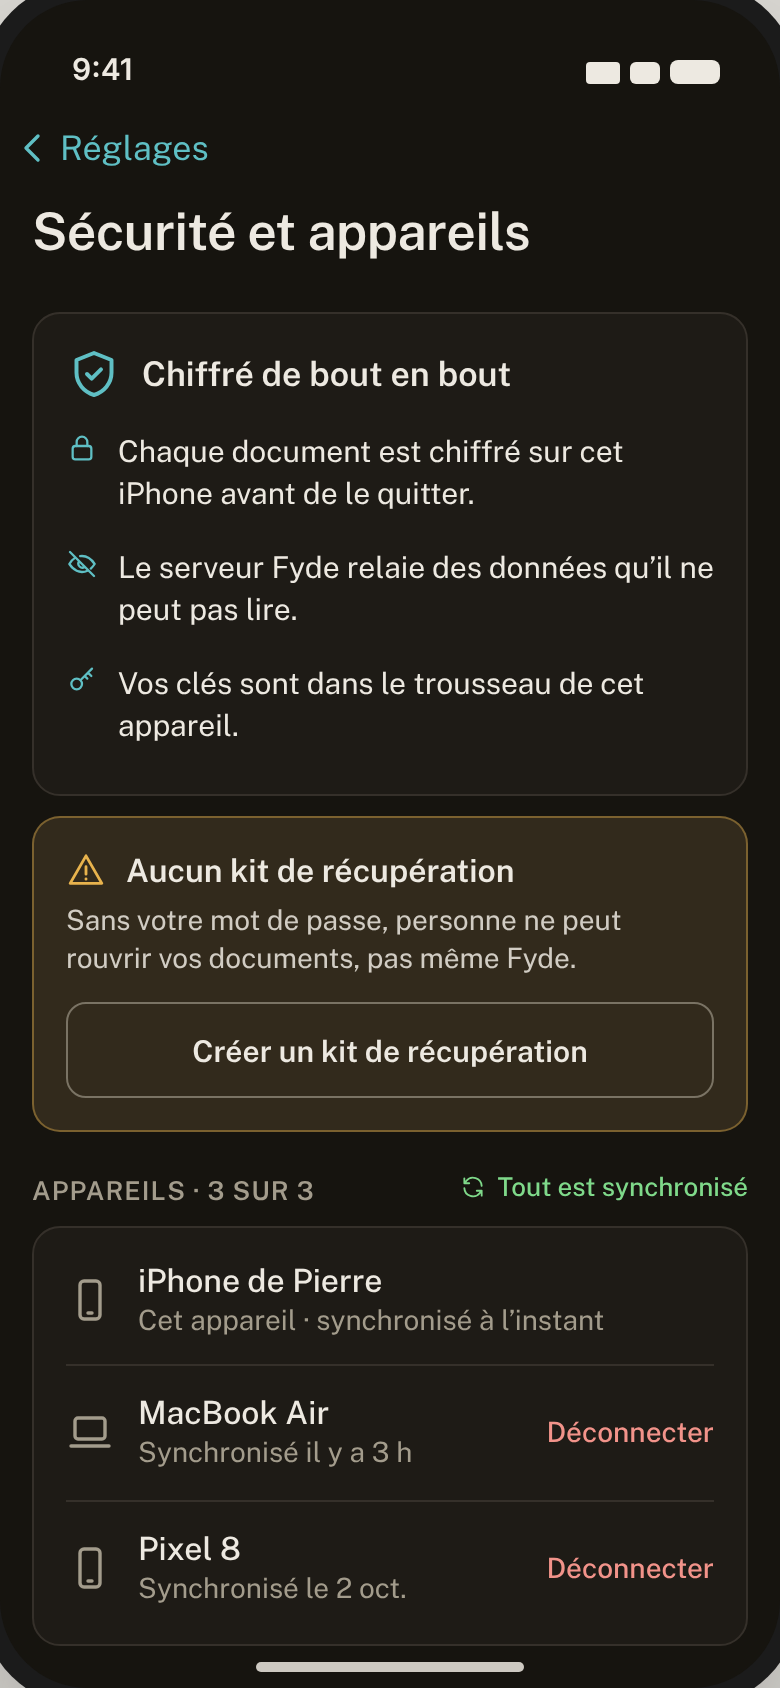 9:41
Réglages
Sécurité et appareils
Chiffré de bout en bout
Chaque document est chiffré sur cet
iPhone avant de le quitter.
Le serveur Fyde relaie des données qu’il ne
peut pas lire.
Vos clés sont dans le trousseau de cet
appareil.
Aucun kit de récupération
Sans votre mot de passe, personne ne peut
rouvrir vos documents, pas même Fyde.
Créer un kit de récupération
APPAREILS · 3 SUR 3
Tout est synchronisé
iPhone de Pierre
Cet appareil · synchronisé à l’instant
MacBook Air
Synchronisé il y a 3 h
Déconnecter
Pixel 8
Synchronisé le 2 oct.
Déconnecter